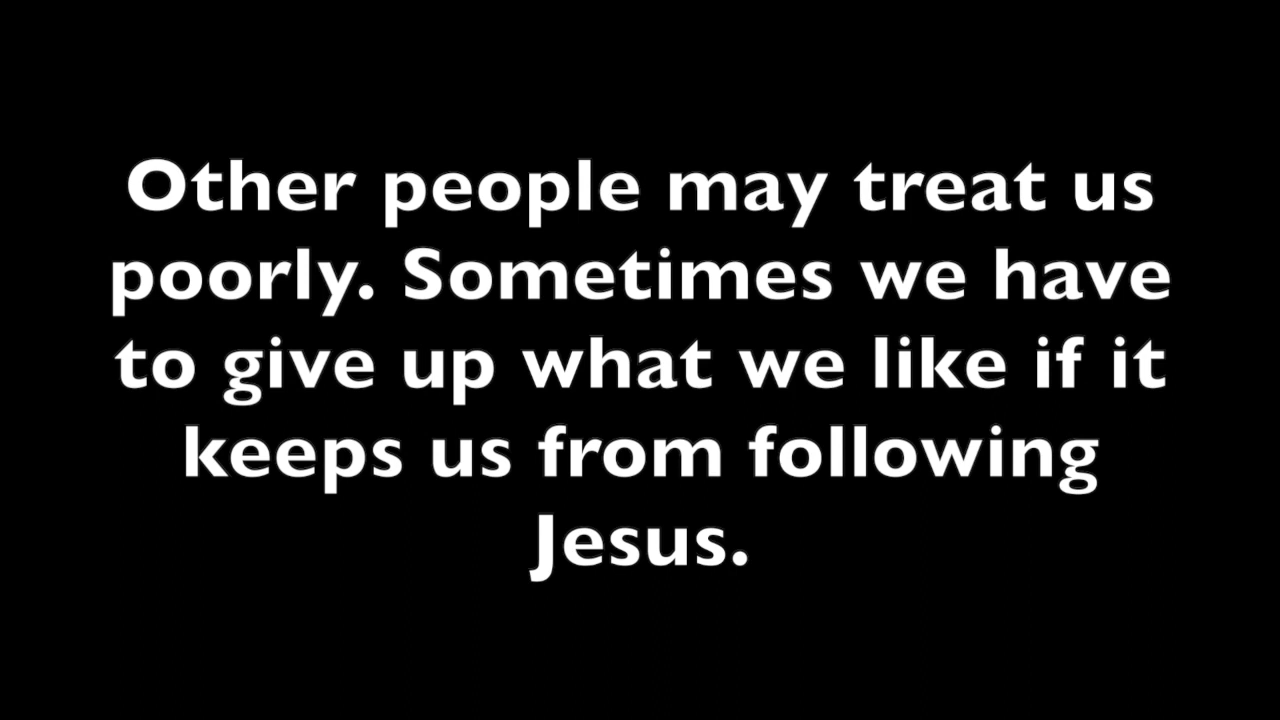 Other people may treat us
poorly. Sometimes we have
to give up what we like if it
keeps us from following
Jesus.